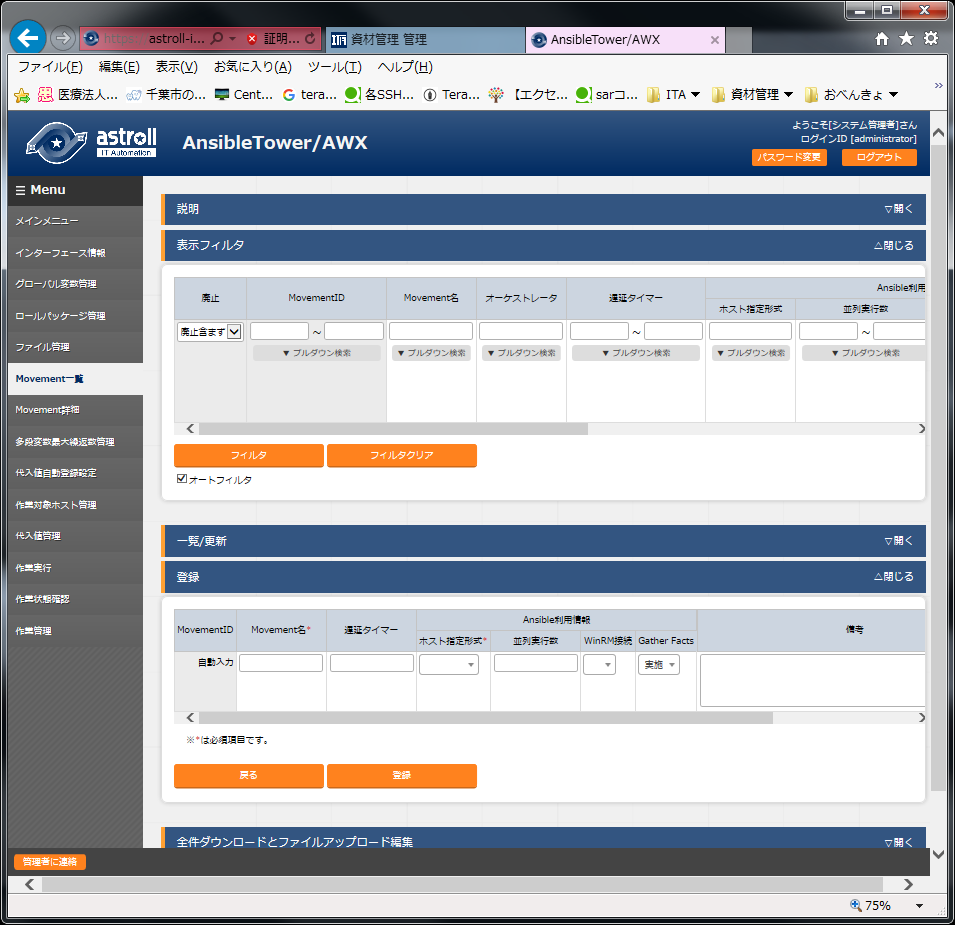 https astroll-i... 証明... 資材管理 管理 AnsibleTower/AWX
ファイル(F) 編集(E) 表示(V) お気に入り(A) ツール(T) ヘルプ(H)
医療法人... 千葉市の... Cent... tera... 各SSH... Tera... 【エクセ... sarコ... ITA 資材管理 おべんきょ
astroll
IT Automation
AnsibleTower/AWX
ようこそ[システム管理者]さん
ログインID [administrator]
パスワード変更 ログアウト
Menu
メインメニュー
インターフェース情報
グローバル変数管理
ロールパッケージ管理
ファイル管理
Movement一覧
Movement詳細
多段変数最大繰返数管理
代入値自動登録設定
作業対象ホスト管理
代入値管理
作業実行
作業状態確認
作業管理
説明 ▽開く
表示フィルタ △閉じる
廃止 MovementID Movement名 オーケストレータ 遅延タイマー Ansible利用
ホスト指定形式 並列実行数
廃止含まず ~ ~
▼ プルダウン検索 ▼ プルダウン検索 ▼ プルダウン検索 ▼ プルダウン検索 ▼ プルダウン検索 ▼ プルダウン検索
フィルタ フィルタクリア
オートフィルタ
一覧/更新 ▽開く
登録 △閉じる
MovementID Movement名* 遅延タイマー Ansible利用情報 備考
ホスト指定形式* 並列実行数 WinRM接続 Gather Facts
自動入力 実施
※*は必須項目です。
戻る 登録
全件ダウンロードとファイルアップロード編集 ▽開く
管理者に連絡
75%